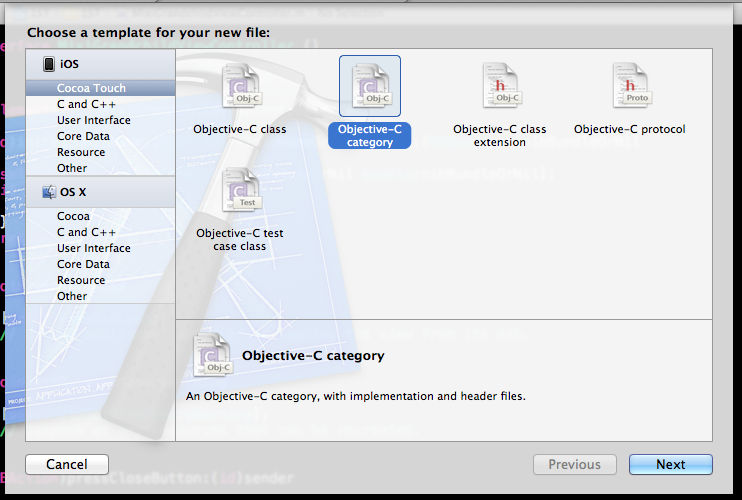 Choose a template for your new file:
iOS
Cocoa Touch
C and C++
User Interface
Core Data
Resource
Other
OS X
Cocoa
C and C++
User Interface
Core Data
Resource
Other
C
Obj-C
Objective-C class
C
Obj-C
Objective-C
category
h
Obj-C
Objective-C class
extension
h
Proto
Objective-C protocol
C
Test
Objective-C test
case class
C
Obj-C
Objective-C category
An Objective-C category, with implementation and header files.
Cancel
Previous
Next
)pressCloseButton:(id)sender